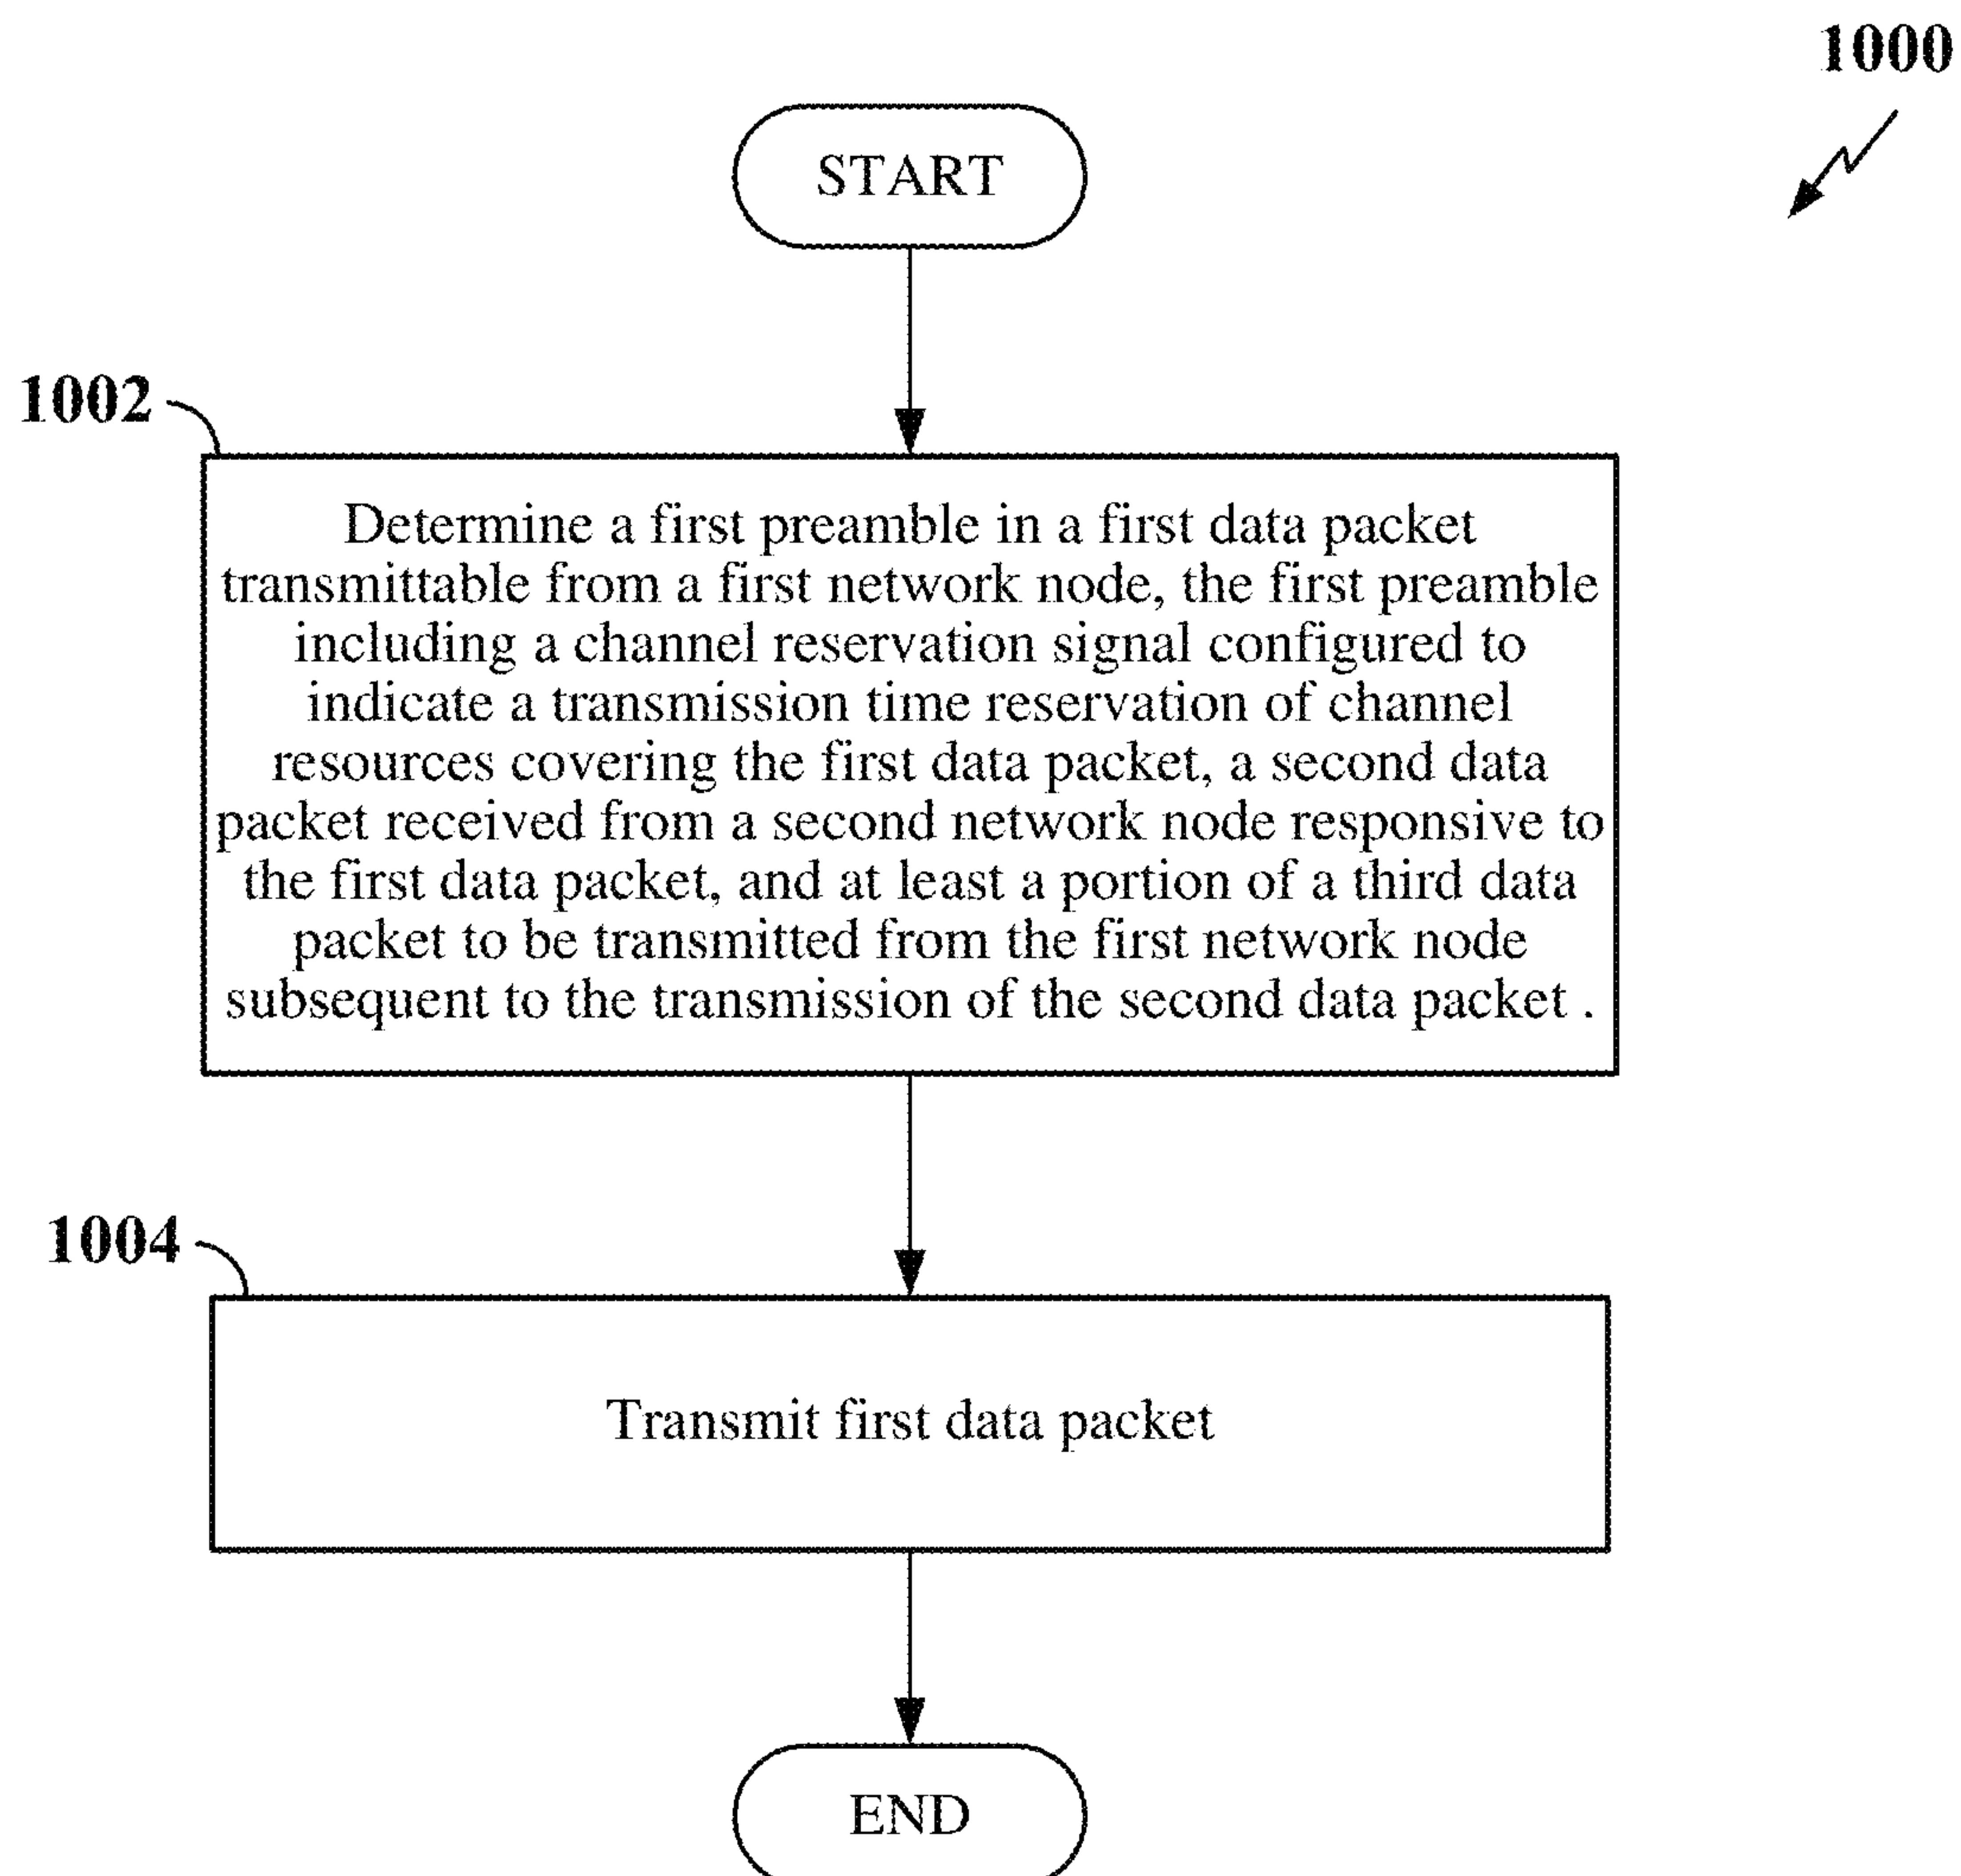 1000
START
1002
Determine a first preamble in a first data packet
transmittable from a first network node, the first preamble
including a channel reservation signal configured to
indicate a transmission time reservation of channel
resources covering the first data packet, a second data
packet received from a second network node responsive to
the first data packet, and at least a portion of a third data
packet to be transmitted from the first network node
subsequent to the transmission of the second data packet .
1004
Transmit first data packet
END